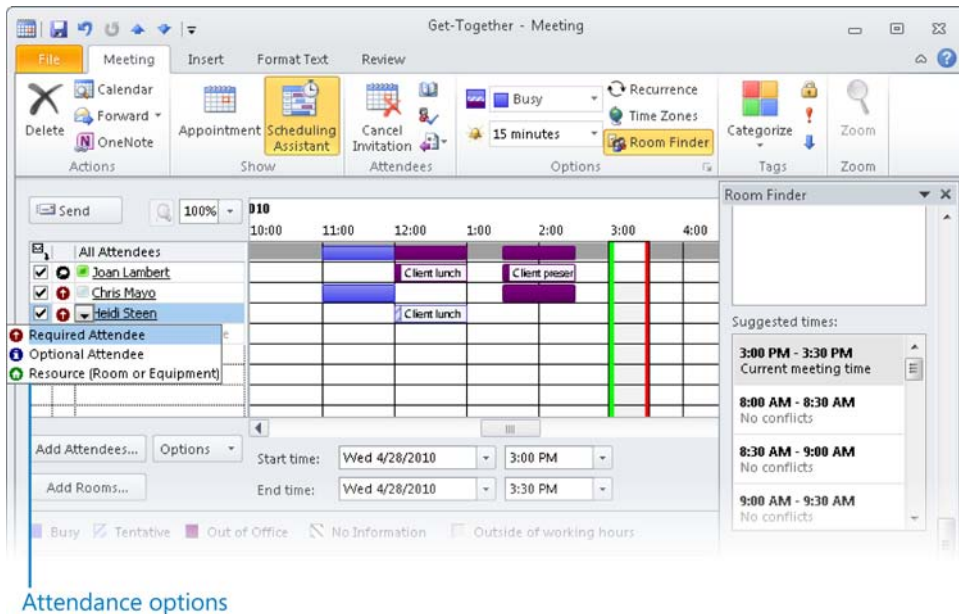 Get-Together - Meeting
File Meeting Insert Format Text Review
Delete
Calendar
Forward
OneNote
Actions
Appointment
Scheduling
Assistant
Show
Cancel
Invitation
Attendees
Busy
15 minutes
Recurrence
Time Zones
Room Finder
Options
Categorize
Tags
Zoom
Zoom
Send
100%
10:00 11:00 12:00 1:00 2:00 3:00 4:00
All Attendees
Joan Lambert Client lunch Client preser
Chris Mayo
Heidi Steen Client lunch
Required Attendee
Optional Attendee
Resource (Room or Equipment)
Add Attendees... Options
Start time: Wed 4/28/2010 3:00 PM
Add Rooms...
End time: Wed 4/28/2010 3:30 PM
Busy Tentative Out of Office No Information Outside of working hours
Room Finder
Suggested times:
3:00 PM - 3:30 PM
Current meeting time
8:00 AM - 8:30 AM
No conflicts
8:30 AM - 9:00 AM
No conflicts
9:00 AM - 9:30 AM
No conflicts
Attendance options